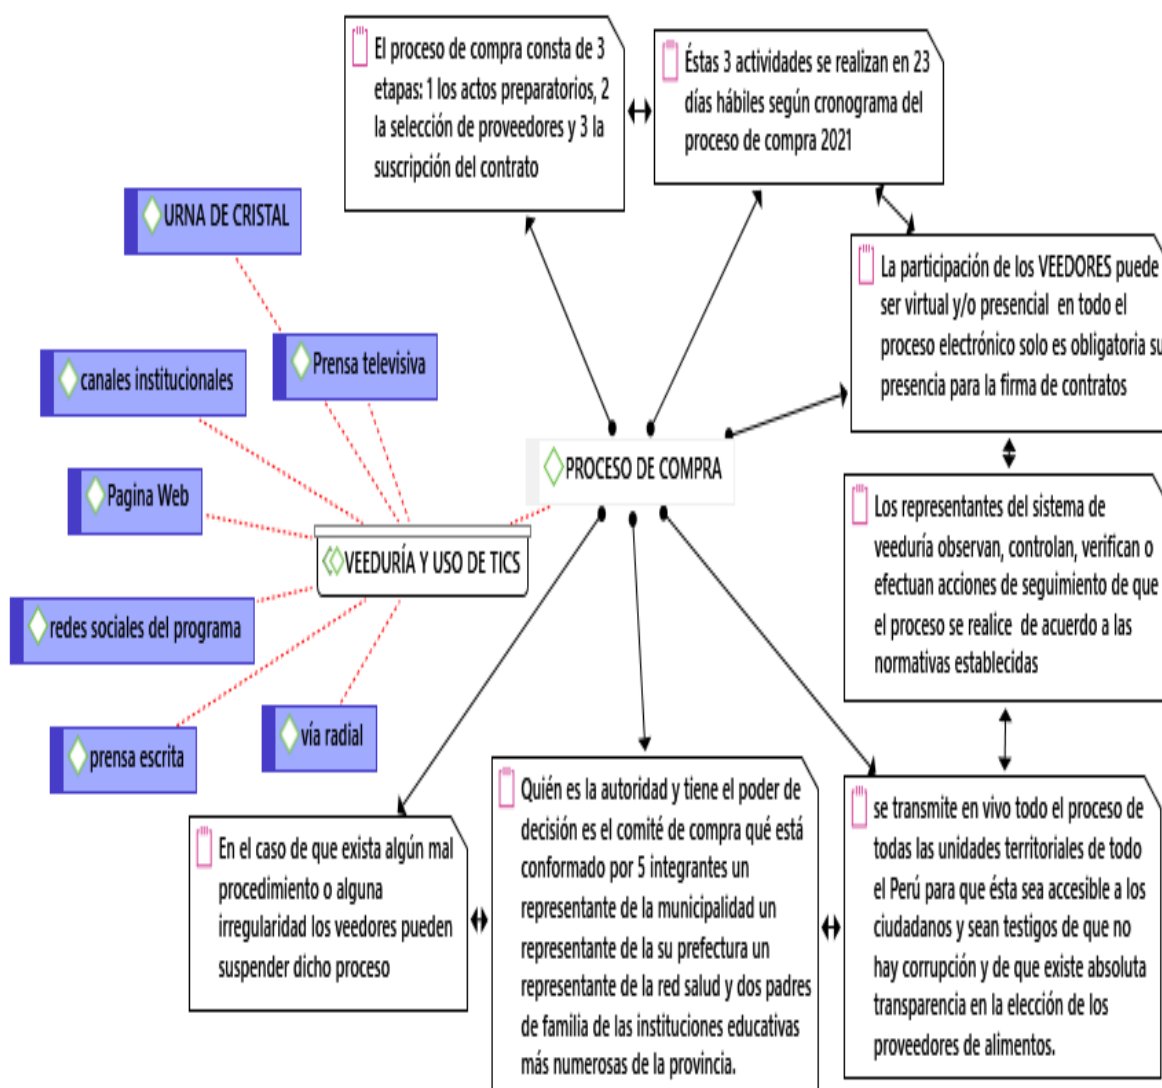 El proceso de compra consta de 3
etapas: 1 los actos preparatorios, 2
la selección de proveedores y 3 la
suscripción del contrato
Éstas 3 actividades se realizan en 23
días hábiles según cronograma del
proceso de compra 2021
URNA DE CRISTAL
La participación de los VEEDORES puede
ser virtual y/o presencial en todo el
proceso electrónico solo es obligatoria su
presencia para la firma de contratos
Prensa televisiva
canales institucionales
PROCESO DE COMPRA
Pagina Web
Los representantes del sistema de
veeduría observan, controlan, verifican o
efectuan acciones de seguimiento de que
el proceso se realice de acuerdo a las
normativas establecidas
VEEDURÍA Y USO DE TICS
redes sociales del programa
vía radial
prensa escrita
En el caso de que exista algún mal
procedimiento o alguna
irregularidad los veedores pueden
suspender dicho proceso
Quién es la autoridad y tiene el poder de
decisión es el comité de compra qué está
conformado por 5 integrantes un
representante de la municipalidad un
representante de la su prefectura un
representante de la red salud y dos padres
de familia de las instituciones educativas
más numerosas de la provincia.
se transmite en vivo todo el proceso de
todas las unidades territoriales de todo
el Perú para que ésta sea accesible a los
ciudadanos y sean testigos de que no
hay corrupción y de que existe absoluta
transparencia en la elección de los
proveedores de alimentos.